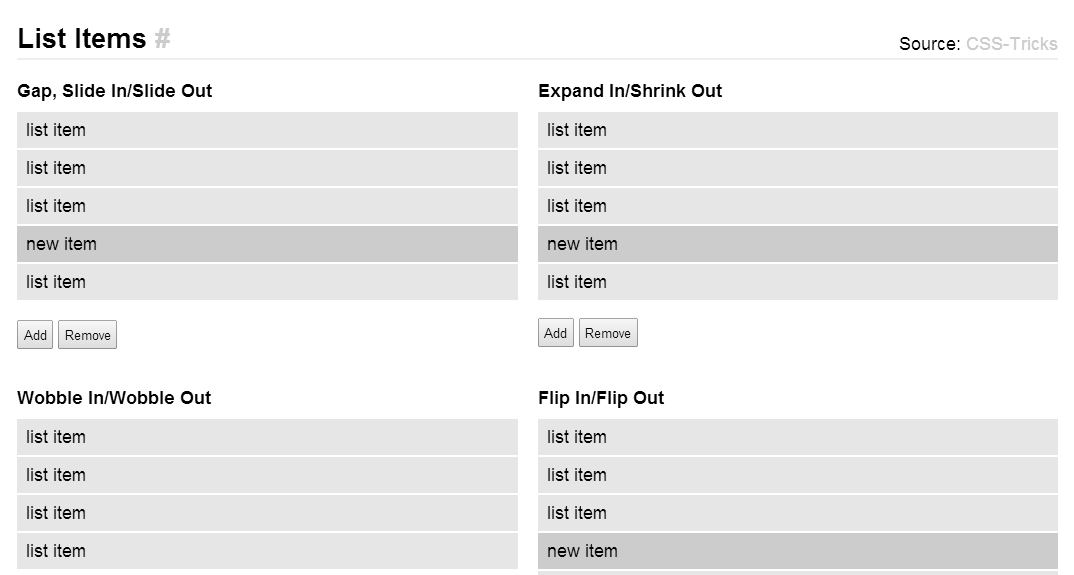 List Items #
Source: CSS-Tricks
Gap, Slide In/Slide Out
list item
list item
list item
new item
list item
Add Remove
Expand In/Shrink Out
list item
list item
list item
new item
list item
Add Remove
Wobble In/Wobble Out
list item
list item
list item
list item
Flip In/Flip Out
list item
list item
list item
new item